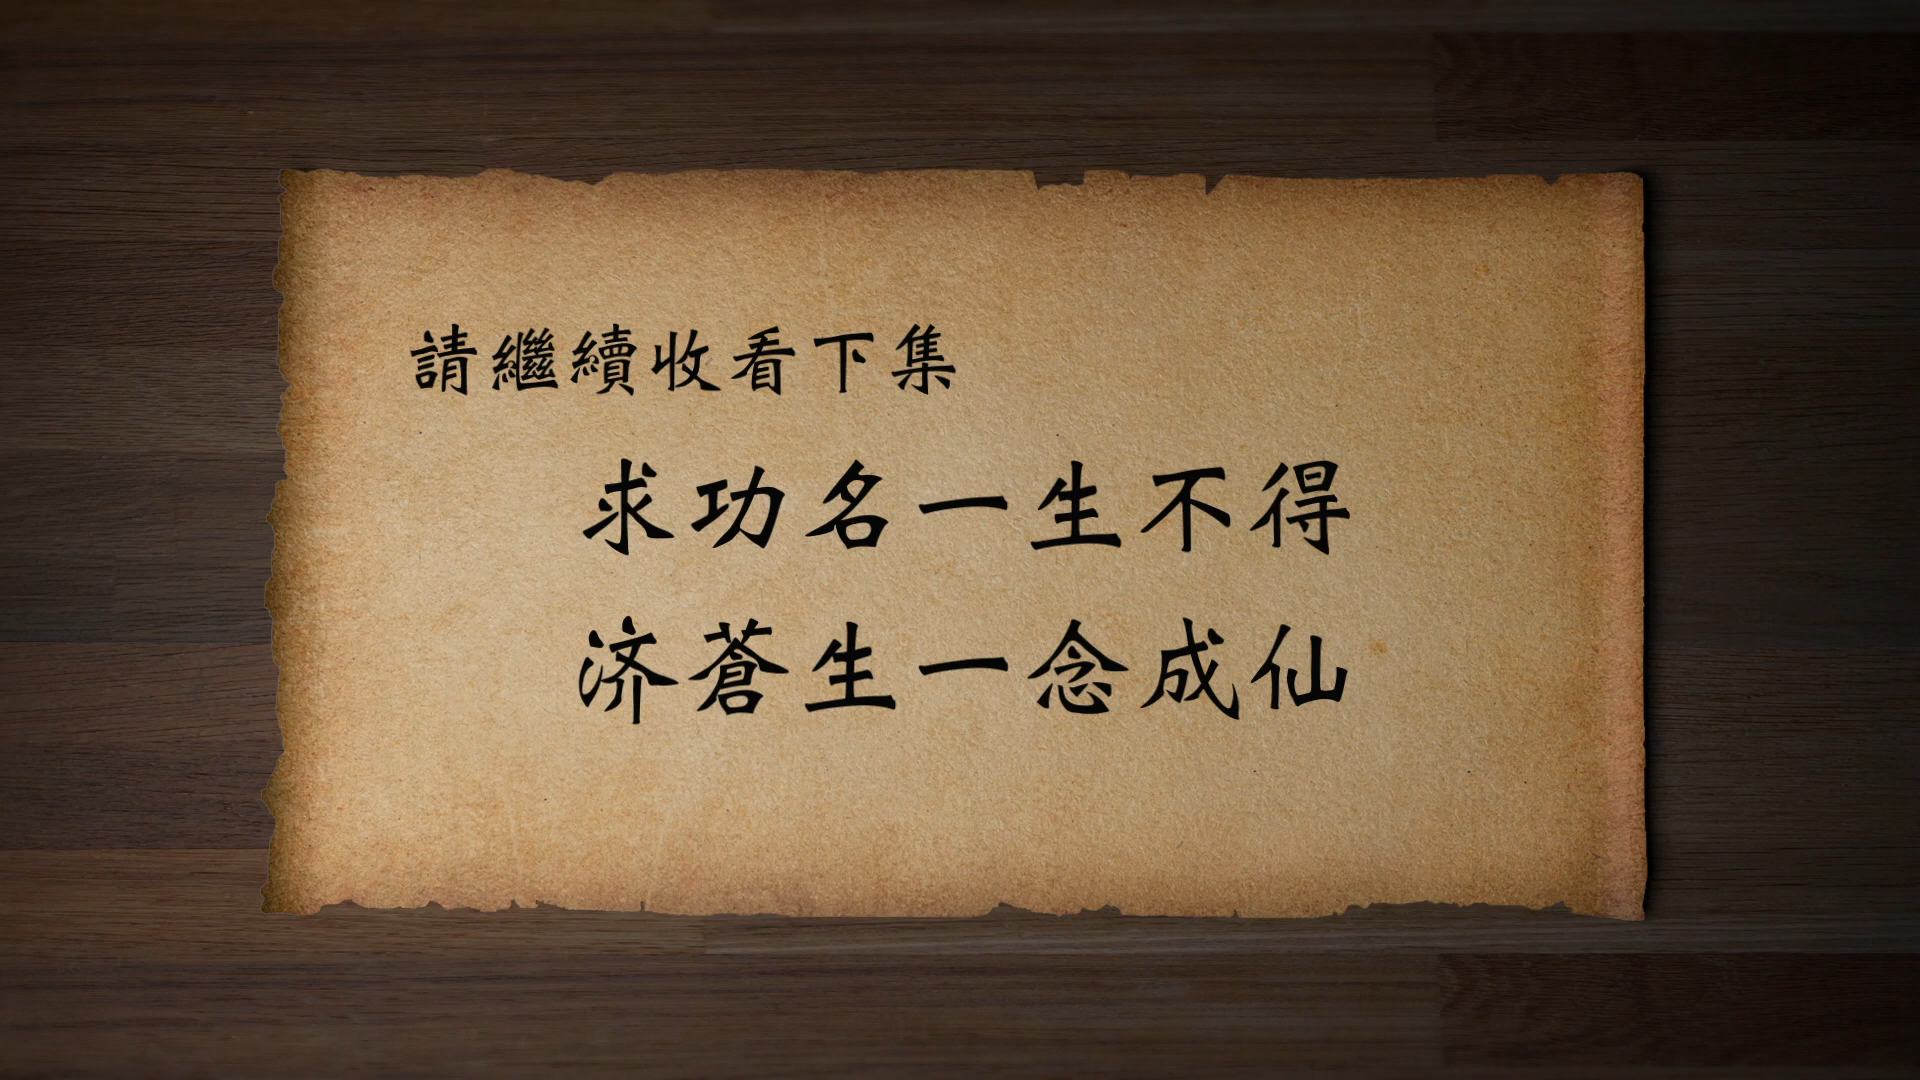 請繼續收看下集
求功名一生不得
济蒼生一念成仙